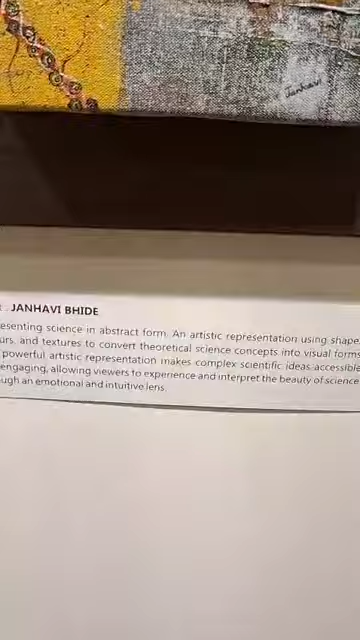 Janhavi
: JANHAVI BHIDE
esenting science in abstract form. An artistic representation using shape
urs, and textures to convert theoretical science concepts into visual forms
powerful artistic representation makes complex scientific ideas accessible
engaging, allowing viewers to experience and interpret the beauty of science
ugh an emotional and intuitive lens.